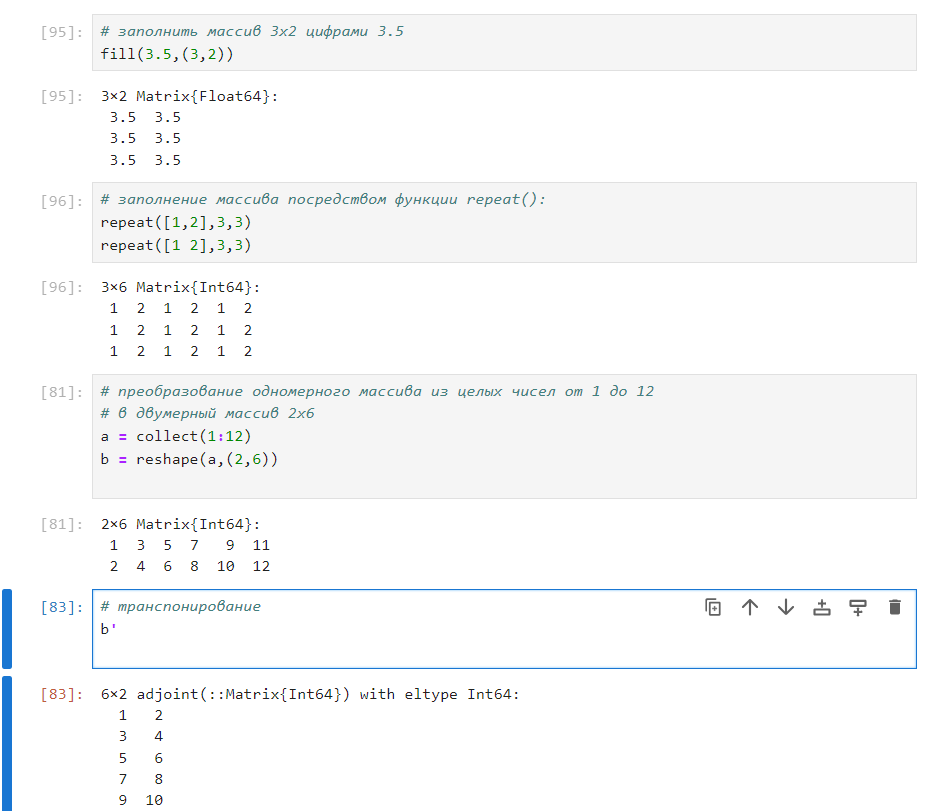 [95]: # заполнить массив 3x2 цифрами 3.5
fill(3.5,(3,2))
[95]: 3×2 Matrix{Float64}:
3.5 3.5
3.5 3.5
3.5 3.5
[96]: # заполнение массива посредством функции repeat():
repeat([1,2],3,3)
repeat([1 2],3,3)
[96]: 3×6 Matrix{Int64}:
1 2 1 2 1 2
1 2 1 2 1 2
1 2 1 2 1 2
[81]: # преобразование одномерного массива из целых чисел от 1 до 12
# в двумерный массив 2x6
a = collect(1:12)
b = reshape(a,(2,6))
[81]: 2×6 Matrix{Int64}:
1 3 5 7 9 11
2 4 6 8 10 12
[83]: # транспонирование
b'
[83]: 6×2 adjoint(::Matrix{Int64}) with eltype Int64:
1 2
3 4
5 6
7 8
9 10